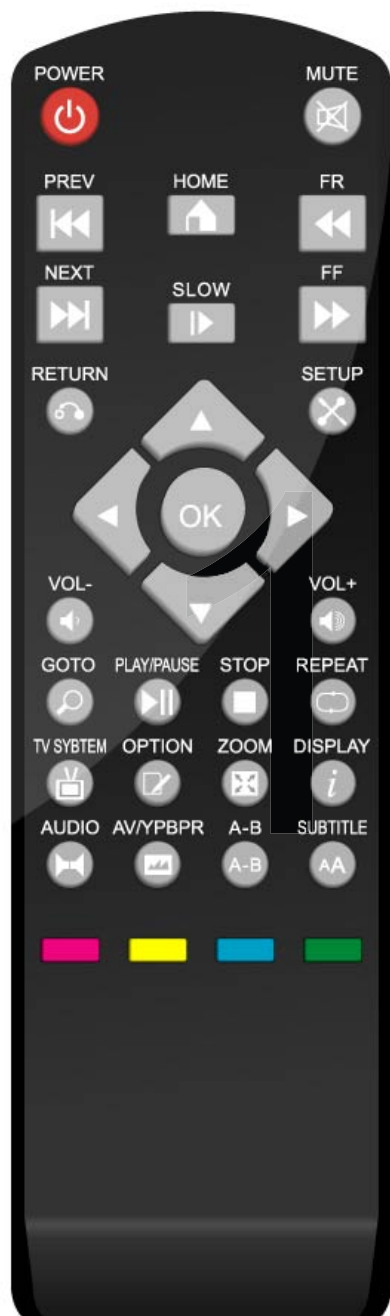 POWER MUTE
PREV HOME FR
NEXT SLOW FF
RETURN SETUP
OK
VOL- VOL+
GOTO PLAY/PAUSE STOP REPEAT
TV SYBTEM OPTION ZOOM DISPLAY
i
AUDIO AV/YPBPR A-B SUBTITLE
A-B AA